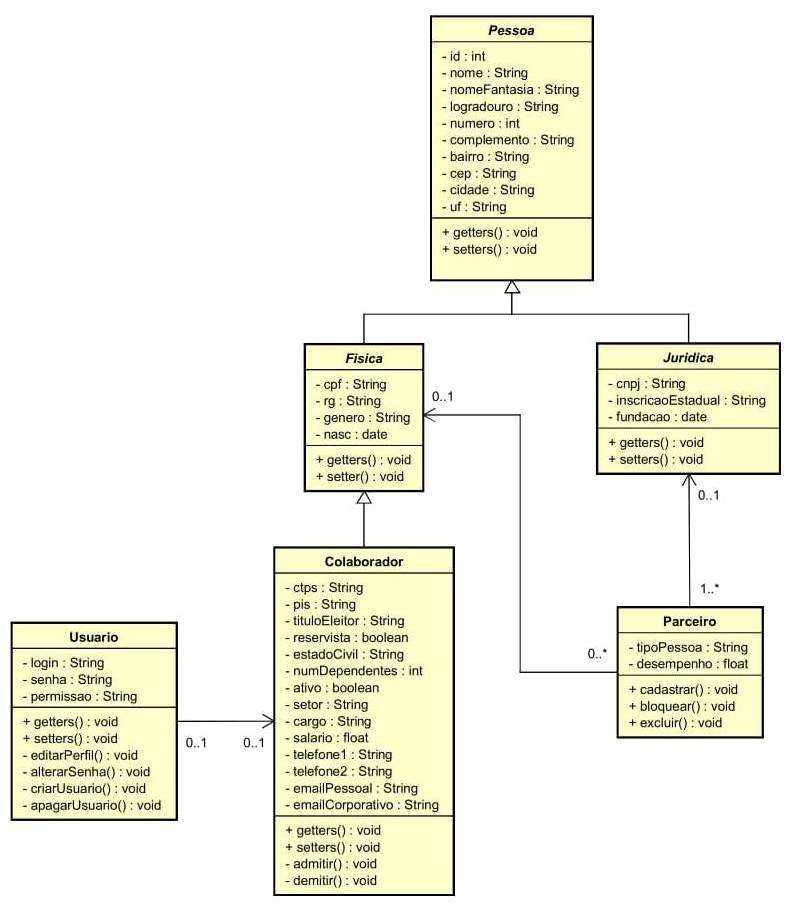 Pessoa
- id : int
- nome : String
- nomeFantasia : String
- logradouro : String
- numero : int
- complemento : String
- bairro : String
- cep : String
- cidade : String
- uf : String
+ getters() : void
+ setters() : void
Fisica
- cpf : String
- rg : String
- genero : String
- nasc : date
+ getters() : void
+ setter() : void
0..1
Juridica
- cnpj : String
- inscricaoEstadual : String
- fundacao : date
+ getters() : void
+ setters() : void
0..1
1..*
Colaborador
- ctps : String
- pis : String
- tituloEleitor : String
- reservista : boolean
- estadoCivil : String
- numDependentes : int
- ativo : boolean
- setor : String
- cargo : String
- salario : float
- telefone1 : String
- telefone2 : String
- emailPessoal : String
- emailCorporativo : String
+ getters() : void
+ setters() : void
- admitir() : void
- demitir() : void
Usuario
- login : String
- senha : String
- permissao : String
+ getters() : void
+ setters() : void
- editarPerfil() : void
- alterarSenha() : void
- criarUsuario() : void
- apagarUsuario() : void
0..1
0..1
0..*
Parceiro
- tipoPessoa : String
- desempenho : float
+ cadastrar() : void
+ bloquear() : void
+ excluir() : void